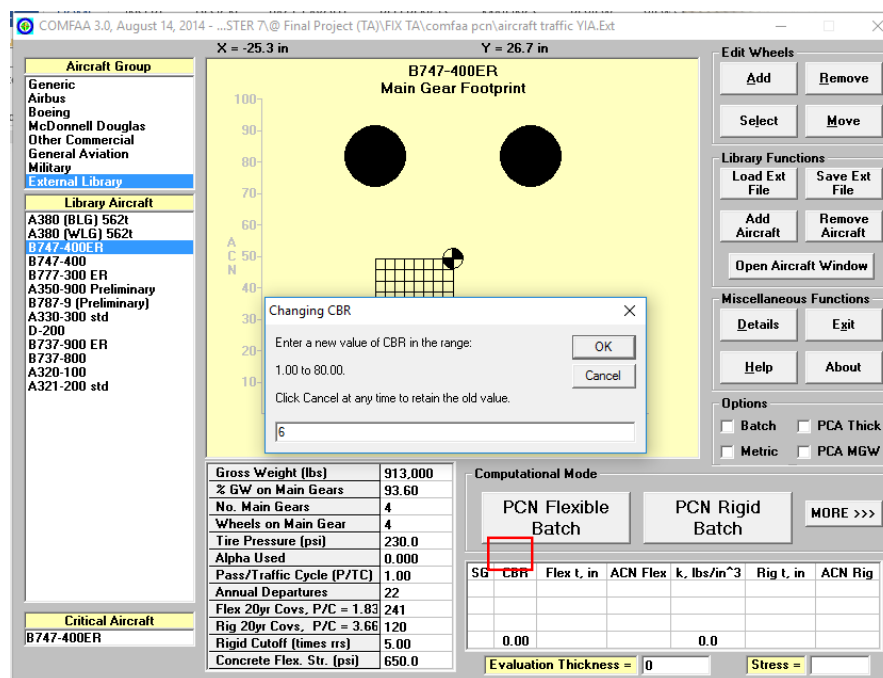 COMFAA 3.0, August 14, 2014 - ...STER 7\@ Final Project (TA)\FIX TA\comfaa pcn\aircraft traffic YIA.Ext
X = -25.3 in Y = 26.7 in
Aircraft Group
Generic
Airbus
Boeing
McDonnell Douglas
Other Commercial
General Aviation
Military
External Library
Library Aircraft
A380 (BLG) 562t
A380 (WLG) 562t
B747-400ER
B747-400
B777-300 ER
A350-900 Preliminary
B787-9 (Preliminary)
A330-300 std
D-200
B737-900 ER
B737-800
A320-100
A321-200 std
Critical Aircraft
B747-400ER
B747-400ER
Main Gear Footprint
100
90
80
70
60
50
40
30
20
10
A
C
N
Changing CBR
Enter a new value of CBR in the range:
1.00 to 80.00.
Click Cancel at any time to retain the old value.
OK
Cancel
6
Gross Weight (lbs) 913,000
% GW on Main Gears 93.60
No. Main Gears 4
Wheels on Main Gear 4
Tire Pressure (psi) 230.0
Alpha Used 0.000
Pass/Traffic Cycle (P/TC) 1.00
Annual Departures 22
Flex 20yr Covs, P/C = 1.83 241
Rig 20yr Covs, P/C = 3.66 120
Rigid Cutoff (times rrs) 5.00
Concrete Flex. Str. (psi) 650.0
Edit Wheels
Add Remove
Select Move
Library Functions
Load Ext File Save Ext File
Add Aircraft Remove Aircraft
Open Aircraft Window
Miscellaneous Functions
Details Exit
Help About
Options
Batch PCA Thick
Metric PCA MGW
Computational Mode
PCN Flexible Batch PCN Rigid Batch MORE >>>
SG CBR Flex t, in ACN Flex k, lbs/in^3 Rig t, in ACN Rig
0.00 0.0
Evaluation Thickness = 0 Stress =